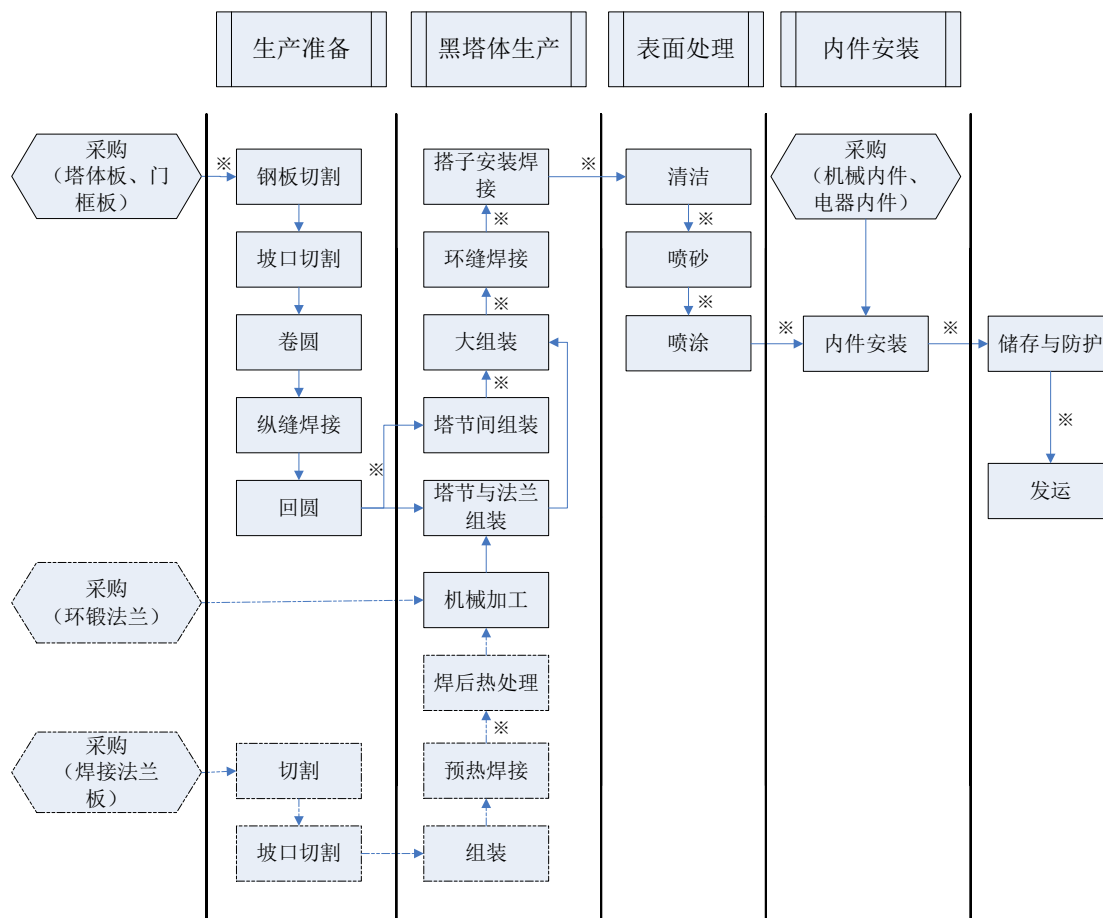 生产准备
黑塔体生产
表面处理
内件安装
采购
（塔体板、门
框板）
※
钢板切割
坡口切割
卷圆
纵缝焊接
回圆
※
搭子安装焊
接
※
※
环缝焊接
※
大组装
※
塔节间组装
塔节与法兰
组装
清洁
※
喷砂
※
喷涂
※
采购
（机械内件、
电器内件）
内件安装
※
储存与防护
※
发运
采购
（环锻法兰）
机械加工
焊后热处理
※
采购
（焊接法兰
板）
切割
预热焊接
坡口切割
组装